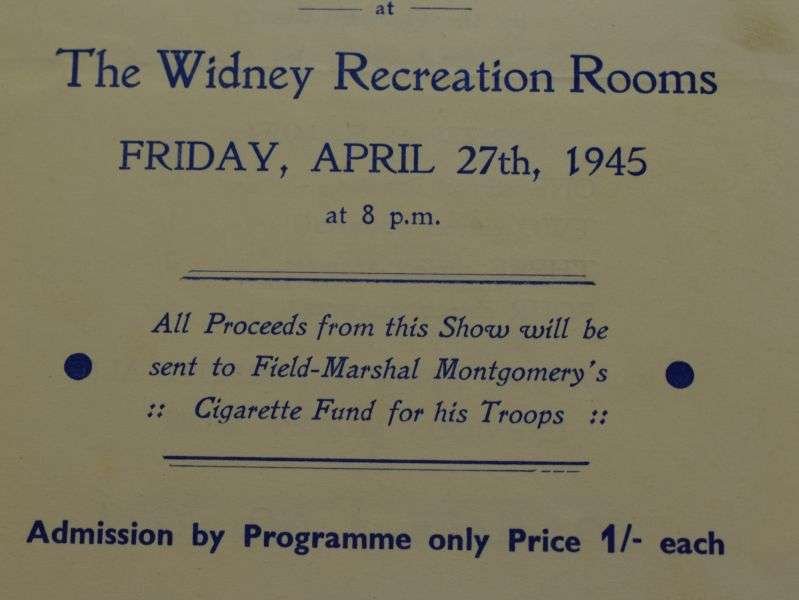 at
The Widney Recreation Rooms
FRIDAY, APRIL 27th, 1945
at 8 p.m.
All Proceeds from this Show will be
sent to Field-Marshal Montgomery's
:: Cigarette Fund for his Troops ::
Admission by Programme only Price 1/- each